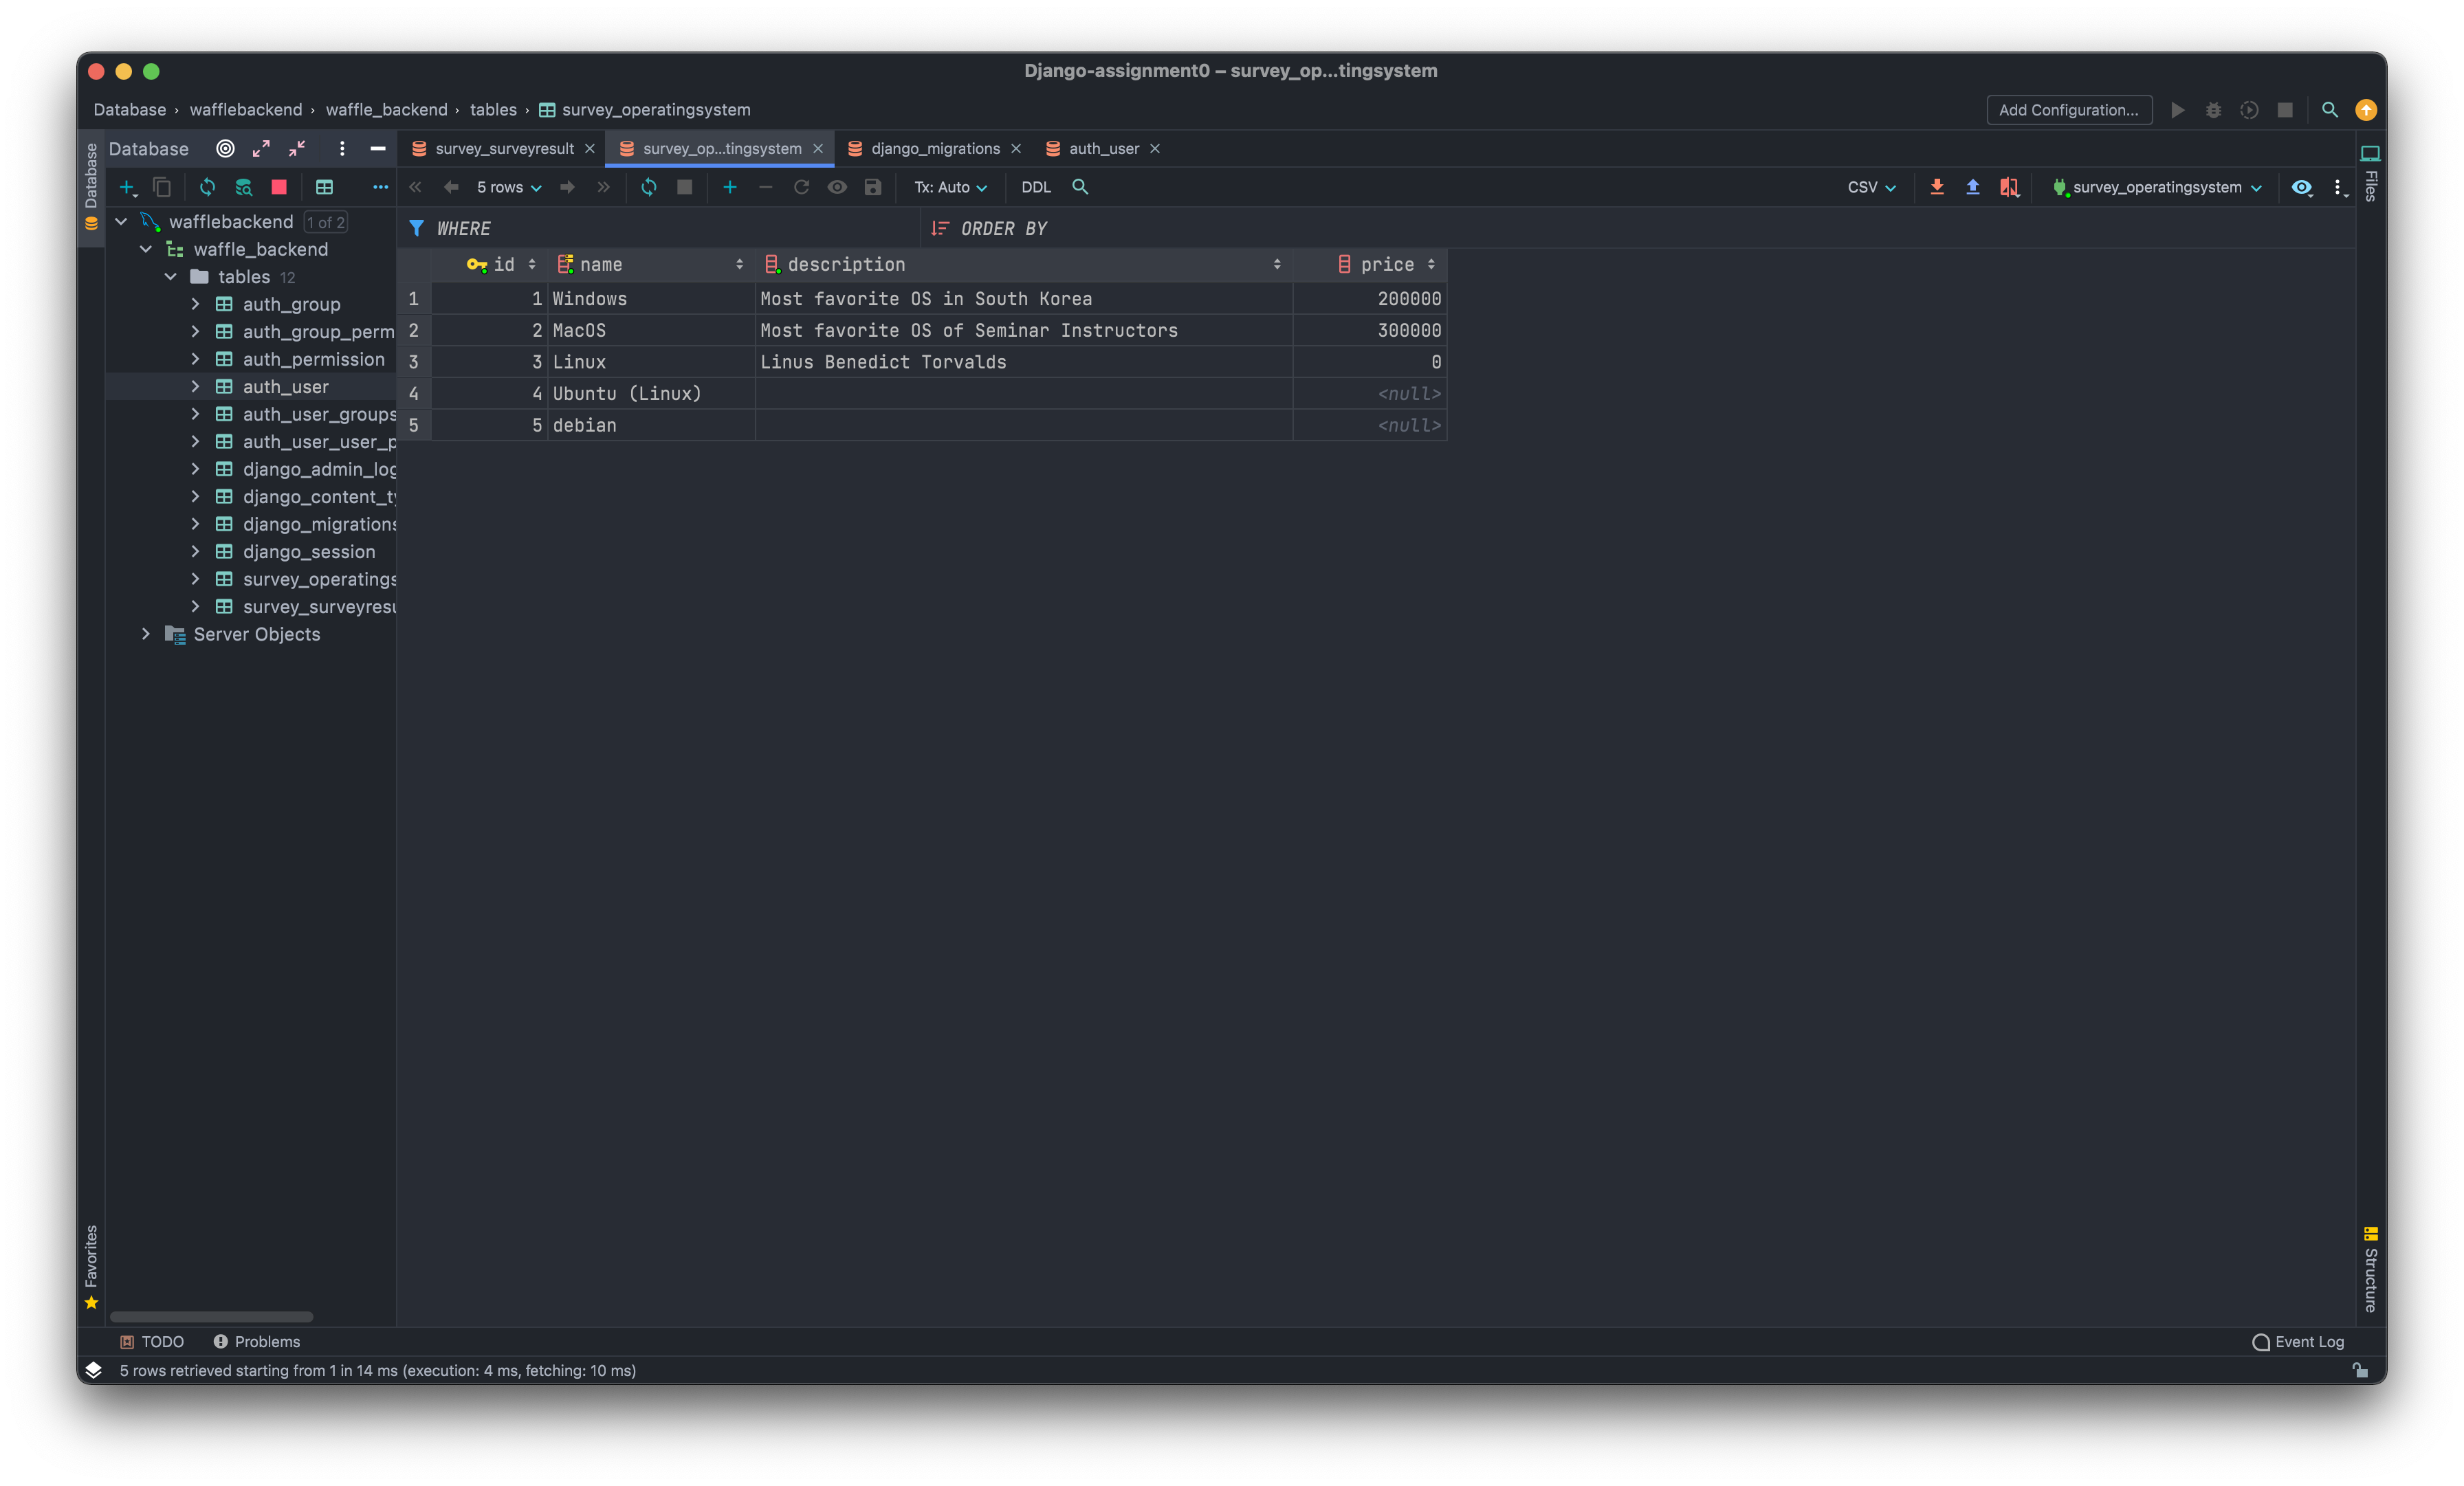 Django-assignment0 – survey_op...tingsystem
Database › wafflebackend › waffle_backend › tables › survey_operatingsystem
Add Configuration...
Database
Database
survey_surveyresult
survey_op...tingsystem
django_migrations
auth_user
Files
5 rows
Tx: Auto
DDL
CSV
survey_operatingsystem
WHERE
ORDER BY
wafflebackend 1 of 2
waffle_backend
tables 12
auth_group
auth_group_perm
auth_permission
auth_user
auth_user_groups
auth_user_user_p
django_admin_log
django_content_ty
django_migrations
django_session
survey_operatings
survey_surveyresu
Server Objects
id name description price
1 1 Windows Most favorite OS in South Korea 200000
2 2 MacOS Most favorite OS of Seminar Instructors 300000
3 3 Linux Linus Benedict Torvalds 0
4 4 Ubuntu (Linux) <null>
5 5 debian <null>
Favorites
Structure
TODO
Problems
Event Log
5 rows retrieved starting from 1 in 14 ms (execution: 4 ms, fetching: 10 ms)